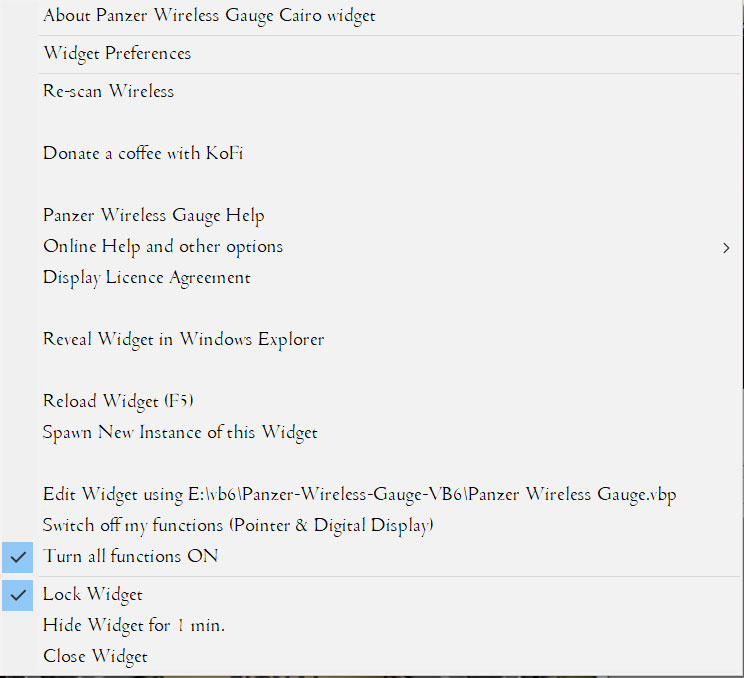 About Panzer Wireless Gauge Cairo widget
Widget Preferences
Re-scan Wireless
Donate a coffee with KoFi
Panzer Wireless Gauge Help
Online Help and other options
Display Licence Agreement
Reveal Widget in Windows Explorer
Reload Widget (F5)
Spawn New Instance of this Widget
Edit Widget using E:\vb6\Panzer-Wireless-Gauge-VB6\Panzer Wireless Gauge.vbp
Switch off my functions (Pointer & Digital Display)
Turn all functions ON
Lock Widget
Hide Widget for 1 min.
Close Widget